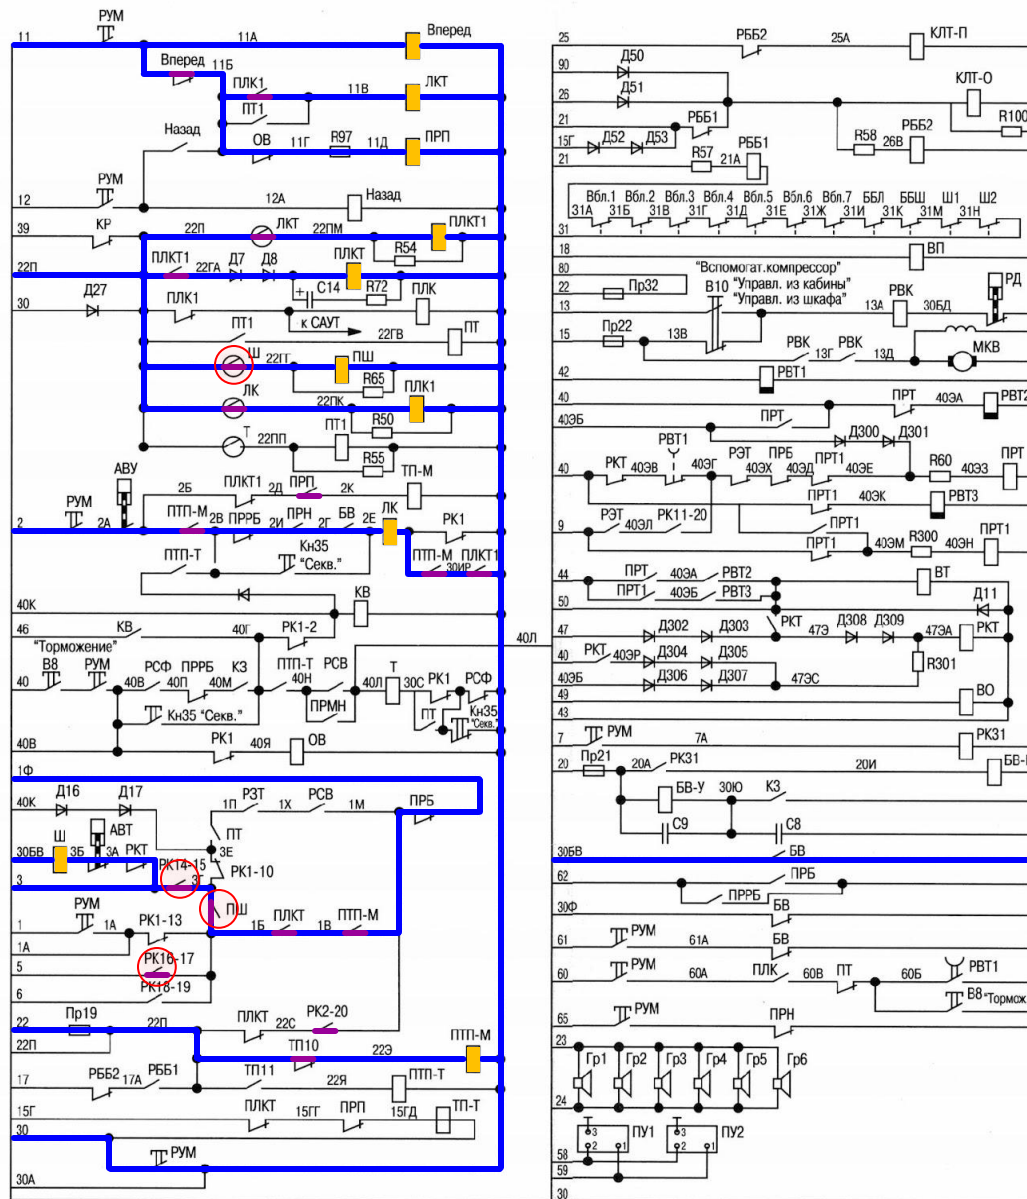 11 РУМ 11А Вперед
Вперед 11Б
ПЛК1 11В ЛКТ
ПТ1
Назад ОВ 11Г R97 11Д ПРП
12 РУМ 12А Назад
39 КР 22П ЛКТ 22ПМ ПЛКТ1
R54
22П ПЛКТ1 22ГА Д7 Д8 ПЛКТ
C14 R72
30 Д27 ПЛК1 ПЛК
к САУТ
ПТ1 22ГВ ПТ
Ш 22ГГ ПШ
R65
ЛК 22ПК ПЛК1
R50
Т 22ПП ПТ1
R55
АВУ 2Б ПЛКТ1 2Д ПРП 2К ТП-М
2 РУМ 2А ПТП-М 2В ПРРБ 2И ПРН 2Г БВ 2Е ЛК РК1
ПТП-Т Кн35 "Секв." ПТП-М 30ИР ПЛКТ1
40К КВ
46 КВ 40Г РК1-2
"Торможение"
40 В8 РУМ 40В РСФ 40П ПРРБ 40М КЗ ПТП-Т 40Н РСВ 40Л Т 30С РК1 РСФ
40Л
Кн35 "Секв." ПРМН ПТ Кн35 "Секв."
40В РК1 40Я ОВ
1Ф
40К Д16 Д17 1П РЗТ 1Х РСВ 1М ПРБ
ПТ
3Е
30БВ Ш 3Б АВТ 3А РКТ РК14-15 РК1-10
3 3Г
ПШ
1 РУМ 1А РК1-13 1Б ПЛКТ 1В ПТП-М
1А
5 РК16-17
6 РК18-19
22 Пр19 22П ПЛКТ 22С РК2-20
22П ТП10 22Э ПТП-М
17 РББ2 17А РББ1 ТП11 22Я ПТП-Т
15Г ПЛКТ 15ГГ ПРП 15ГД ТП-Т
30
РУМ
30А
25 РББ2 25А КЛТ-П
90 Д50
26 Д51 КЛТ-О
R100
21 РББ1
15Г Д52 Д53 R58 26В РББ2
21 R57 21А РББ1
Вбл.1 Вбл.2 Вбл.3 Вбл.4 Вбл.5 Вбл.6 Вбл.7 ББЛ ББШ Ш1 Ш2
31А 31Б 31В 31Г 31Д 31Е 31Ж 31И 31К 31М 31Н
31
18 ВП
80 "Вспомогат.компрессор"
22 Пр32 В10 "Управл. из кабины" РД
"Управл. из шкафа"
13 13А РВК 30БД
15 Пр22 13В
РВК 13Г РВК 13Д МКВ
42 РВТ1
40 ПРТ 40ЭА РВТ2
40ЭБ ПРТ
Д300 Д301
40 РКТ 40ЭВ РВТ1 40ЭГ РЭТ 40ЭХ ПРБ 40ЭД ПРТ1 40ЭЕ R60 40ЭЗ ПРТ
ПРТ1 40ЭК РВТ3
9 РЭТ 40ЭЛ РК11-20 ПРТ1
ПРТ1 40ЭМ R300 40ЭН ПРТ1
44 ПРТ 40ЭА РВТ2 ВТ
50 ПРТ1 40ЭБ РВТ3 Д11
47 Д302 Д303 РКТ 47Э Д308 Д309 47ЭА РКТ
40 РКТ 40ЭР Д304 Д305 R301
40ЭБ Д306 Д307 47ЭС
49 ВО
43
7 РУМ 7А РК31
20 Пр21 20А РК31 20И БВ-
БВ-У 30Ю КЗ
С9 С8
30БВ БВ
62 ПРБ
ПРРБ
30Ф БВ
61 РУМ 61А БВ
60 РУМ 60А ПЛК 60В ПТ 60Б РВТ1
В8 "Тормож
65 РУМ ПРН
23 Гр1 Гр2 Гр3 Гр4 Гр5 Гр6
24
3 2 1 ПУ1 3 2 1 ПУ2
58
59
30